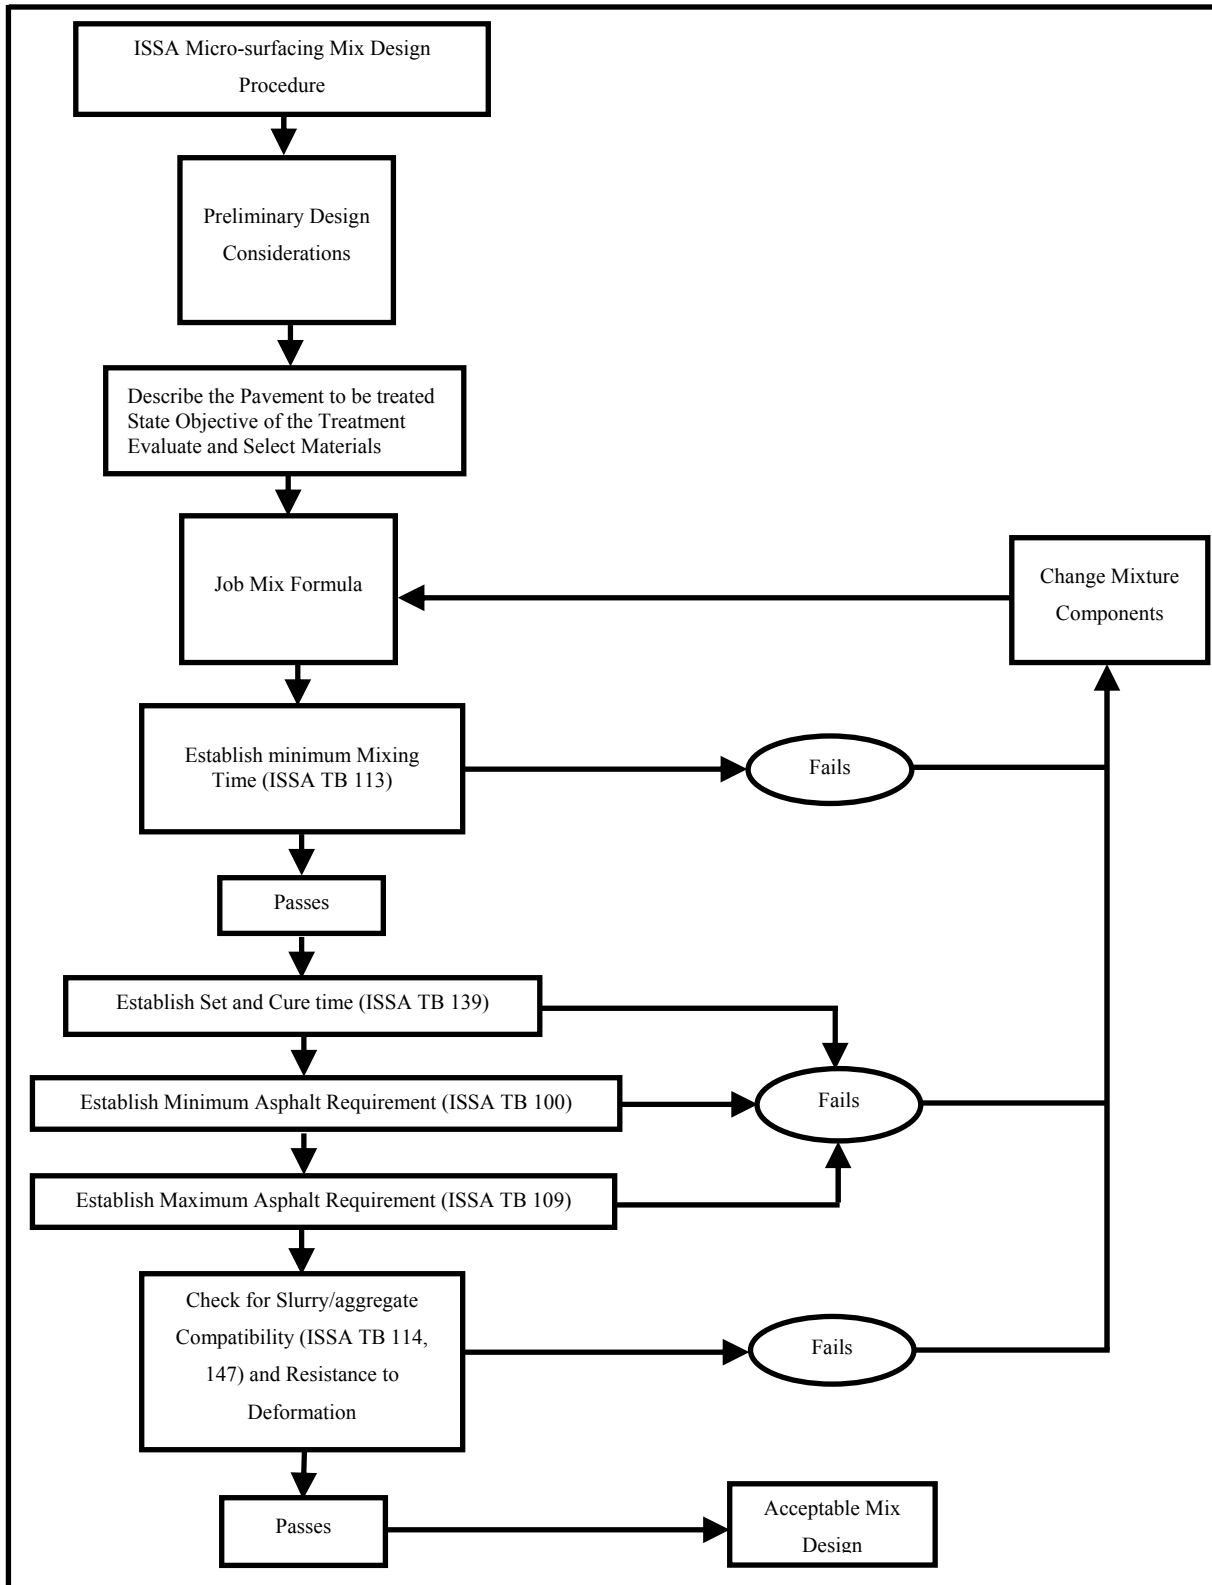 ISSA Micro-surfacing Mix Design
Procedure
Preliminary Design
Considerations
Describe the Pavement to be treated
State Objective of the Treatment
Evaluate and Select Materials
Job Mix Formula
Change Mixture
Components
Establish minimum Mixing
Time (ISSA TB 113)
Fails
Passes
Establish Set and Cure time (ISSA TB 139)
Establish Minimum Asphalt Requirement (ISSA TB 100)
Fails
Establish Maximum Asphalt Requirement (ISSA TB 109)
Check for Slurry/aggregate
Compatibility (ISSA TB 114,
147) and Resistance to
Deformation
Fails
Passes
Acceptable Mix
Design